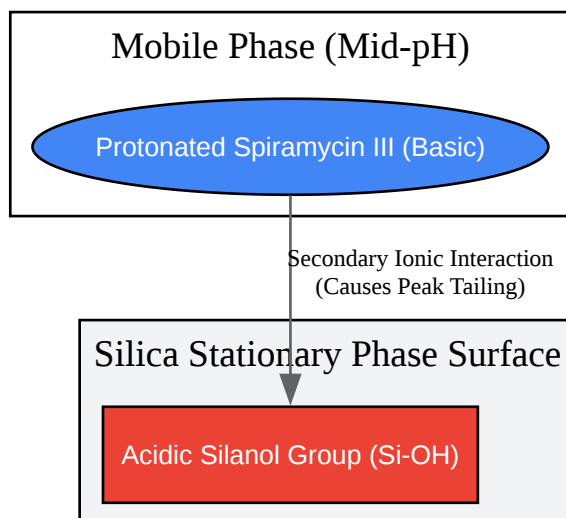 Mobile Phase (Mid-pH)
Protonated Spiramycin III (Basic)
Secondary Ionic Interaction
(Causes Peak Tailing)
Silica Stationary Phase Surface
Acidic Silanol Group (Si-OH)